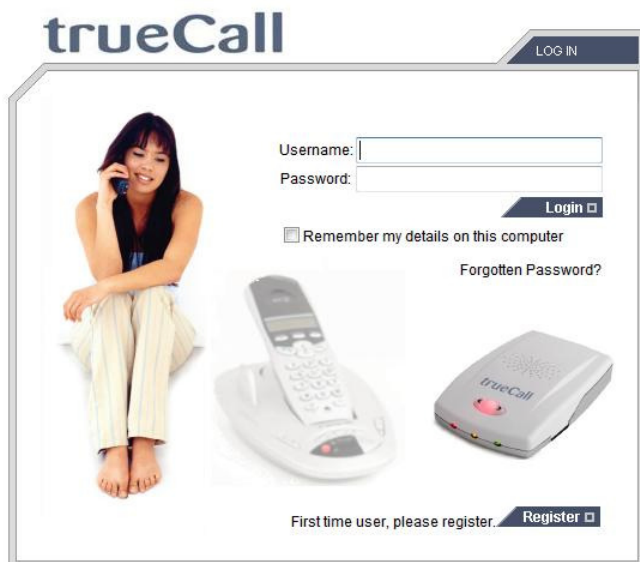 trueCall
LOG IN
Username:
Password:
Login
Remember my details on this computer
Forgotten Password?
trueCall
First time user, please register.
Register